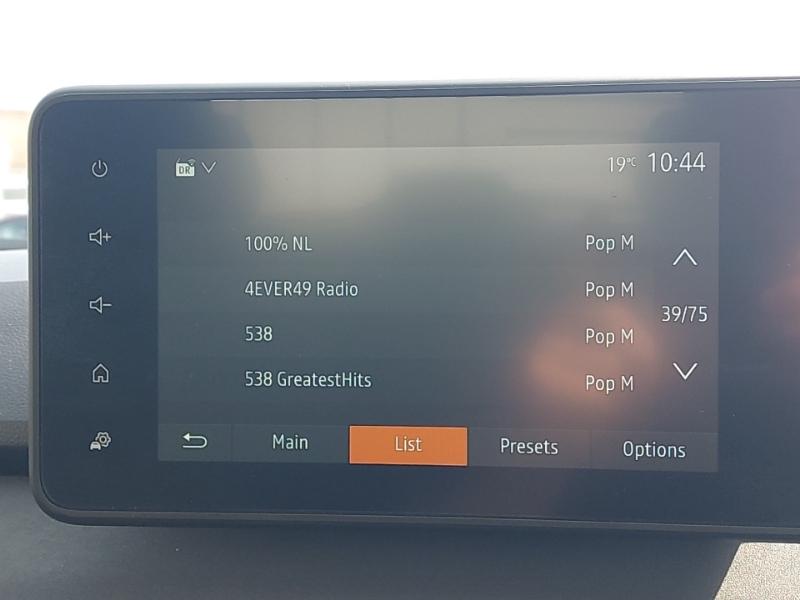 DR
19°C 10:44
100% NL Pop M
4EVER49 Radio Pop M
538 Pop M
538 GreatestHits Pop M
39/75
Main List Presets Options